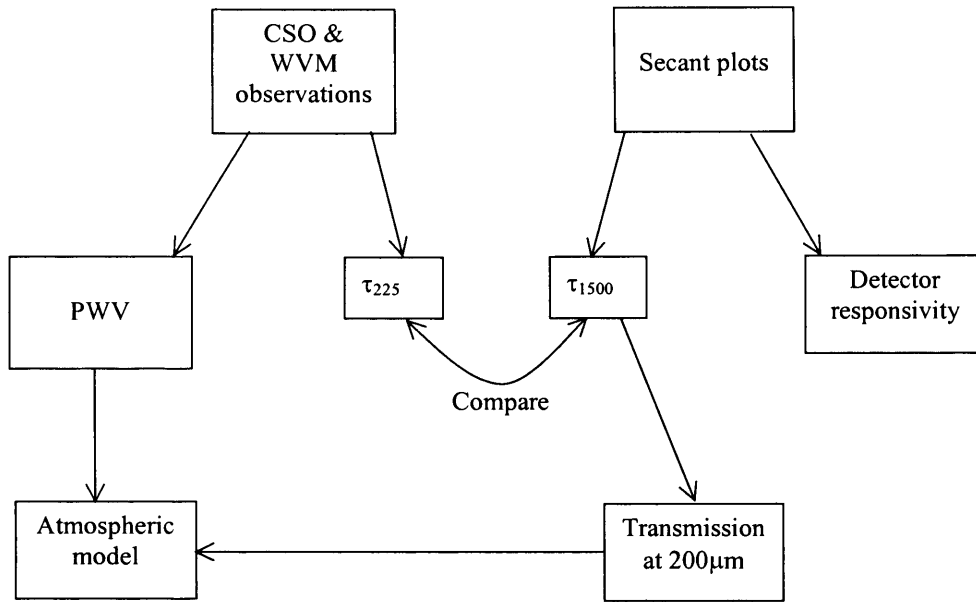 CSO &
WVM
observations
Secant plots
PWV
τ225
τ1500
Detector
responsivity
Compare
Atmospheric
model
Transmission
at 200μm